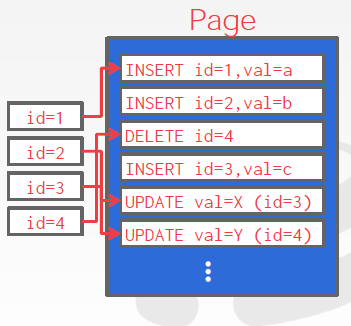 Page
INSERT id=1,val=a
INSERT id=2,val=b
DELETE id=4
INSERT id=3,val=c
UPDATE val=X (id=3)
UPDATE val=Y (id=4)
id=1
id=2
id=3
id=4